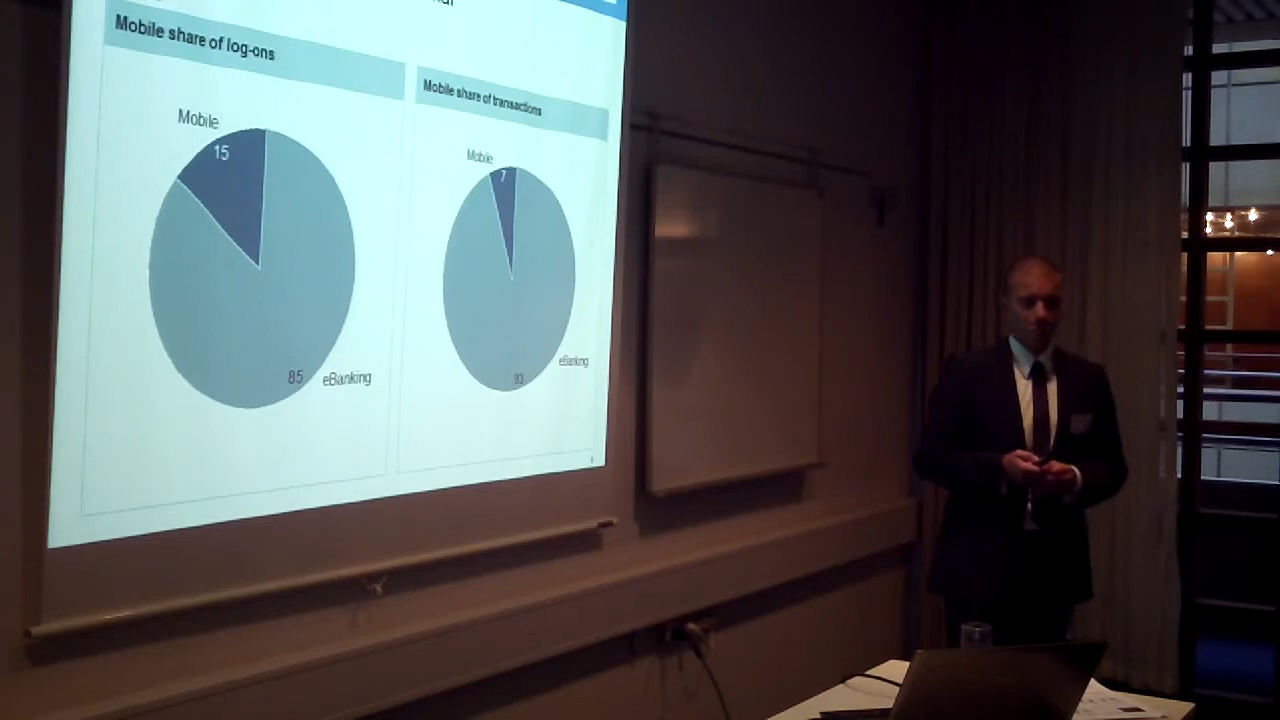 Mobile share of log-ons
Mobile
15
85
eBanking
Mobile share of transactions
Mobile
7
eBanking
93